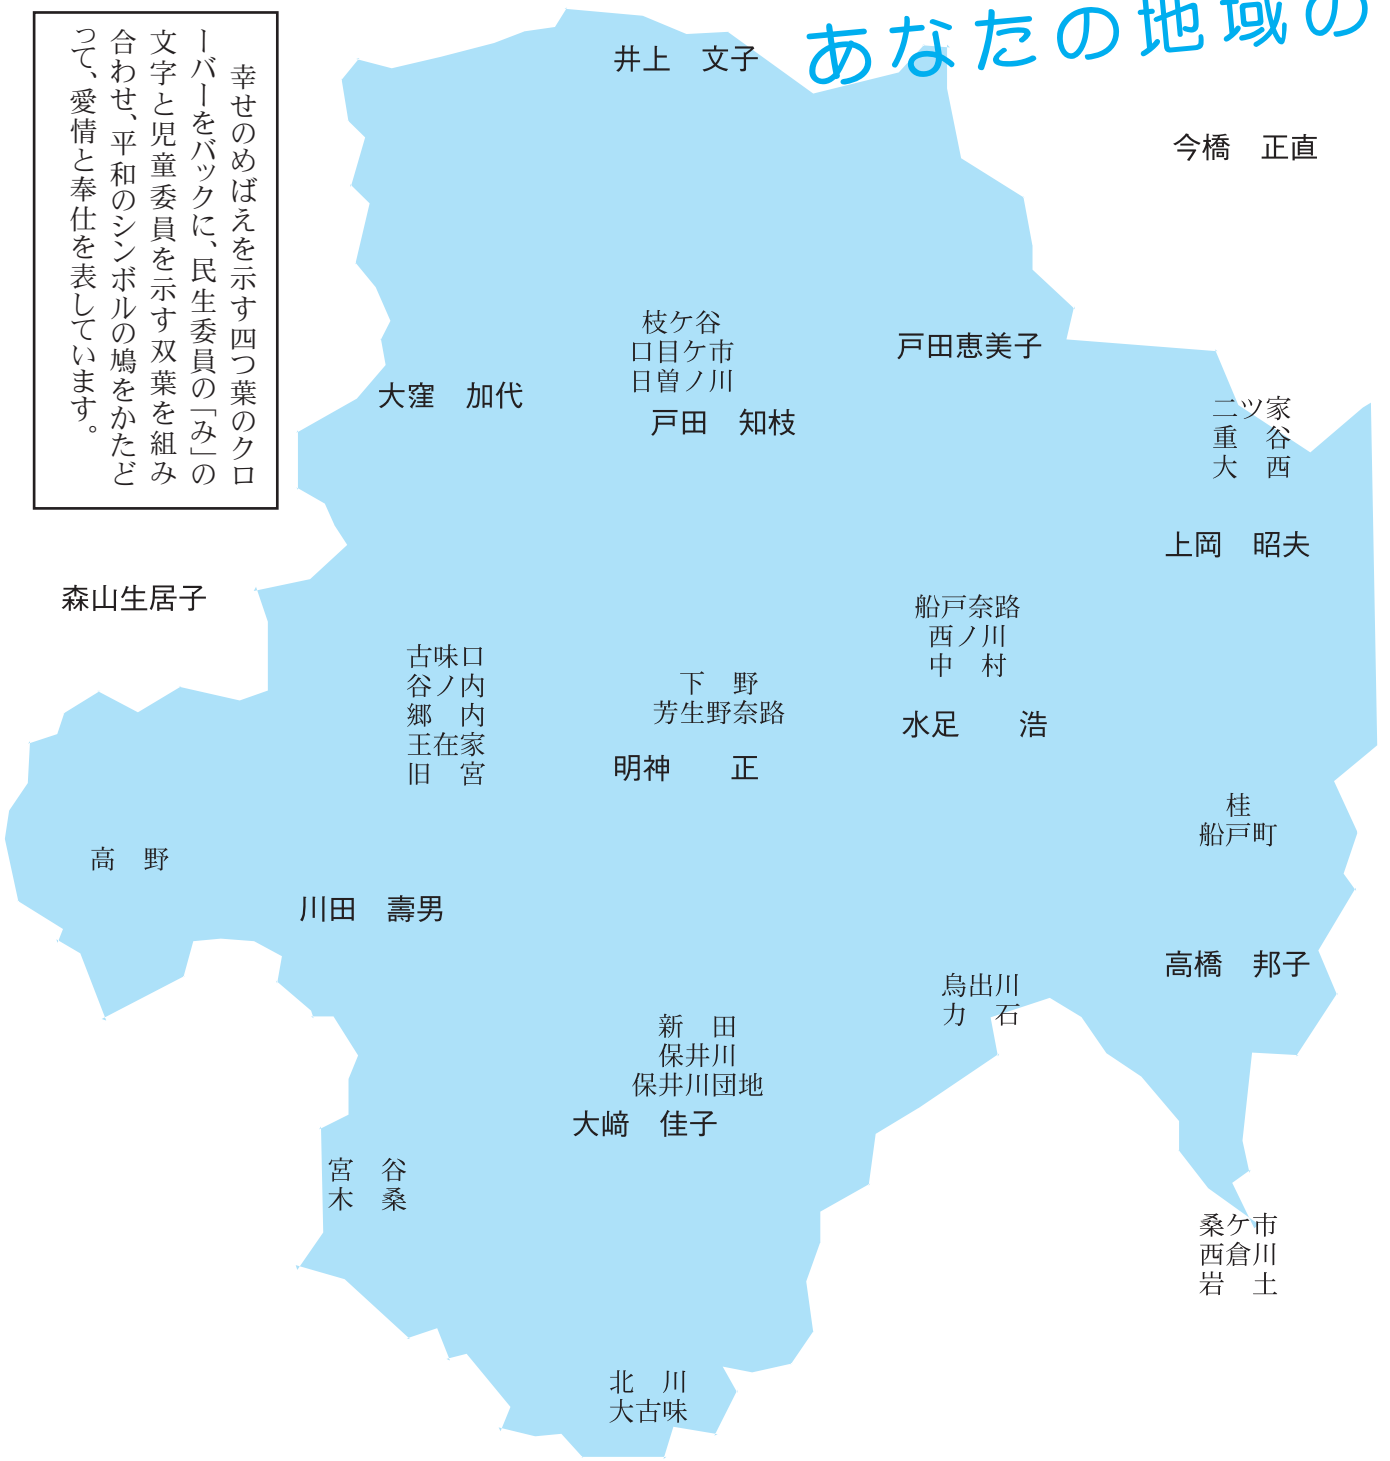 あなたの地域の
幸せのめばえを示す四つ葉のクロ
ーバーをバックに、民生委員の「み」の
文字と児童委員を示す双葉を組み
合わせ、平和のシンボルの鳩をかたど
って、愛情と奉仕を表しています。
井上　文子
今橋　正直
枝ケ谷
口目ケ市
日曽ノ川
戸田　知枝
戸田恵美子
大窪　加代
二ツ家
重　谷
大　西
上岡　昭夫
森山生居子
船戸奈路
西ノ川
中　村
水足　　浩
古味口
谷ノ内
郷　内
王在家
旧　宮
下　野
芳生野奈路
明神　　正
桂
船戸町
高　野
川田　壽男
高橋　邦子
烏出川
力　石
新　田
保井川
保井川団地
大﨑　佳子
宮　谷
木　桑
桑ケ市
西倉川
岩　土
北　川
大古味